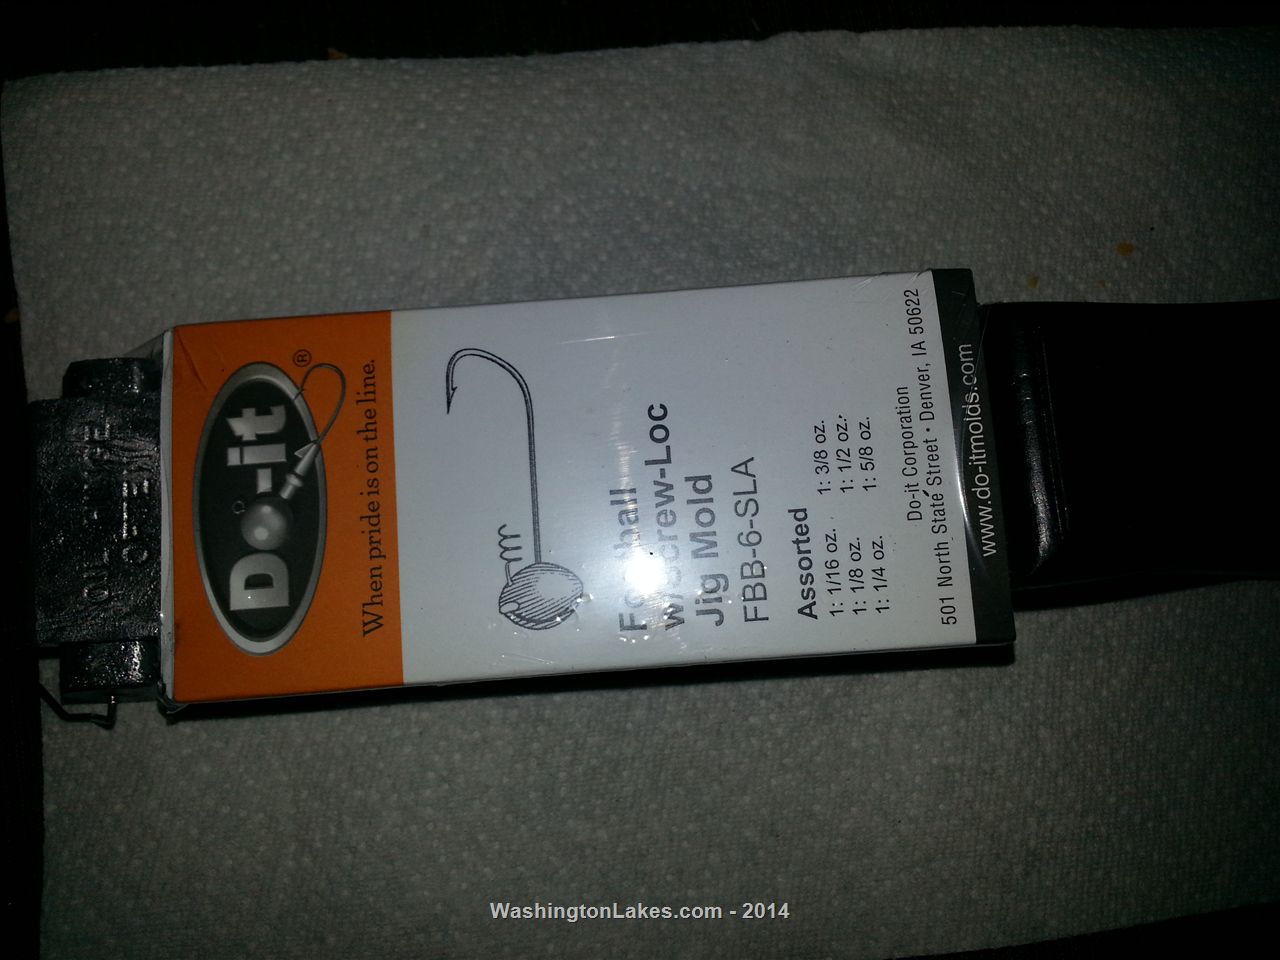 Do-it®
When pride is on the line.
Football
w/Screw-Loc
Jig Mold
FBB-6-SLA
Assorted
1: 1/16 oz. 1: 3/8 oz.
1: 1/8 oz. 1: 1/2 oz.
1: 1/4 oz. 1: 5/8 oz.
Do-it Corporation
501 North State Street • Denver, IA 50622
www.do-itmolds.com
WashingtonLakes.com - 2014